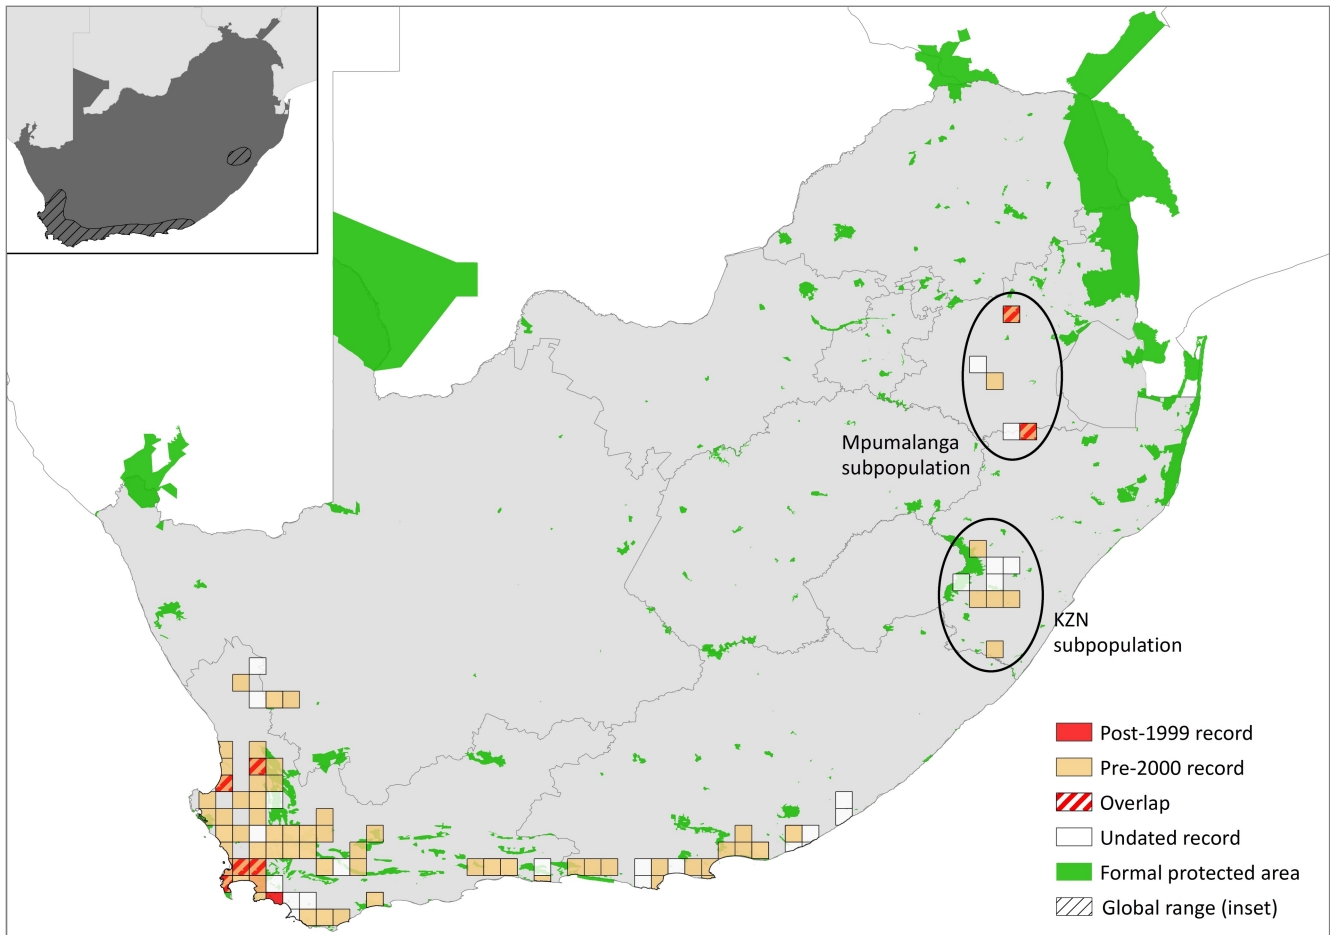 Mpumalanga
subpopulation
KZN
subpopulation
Post-1999 record
Pre-2000 record
Overlap
Undated record
Formal protected area
Global range (inset)